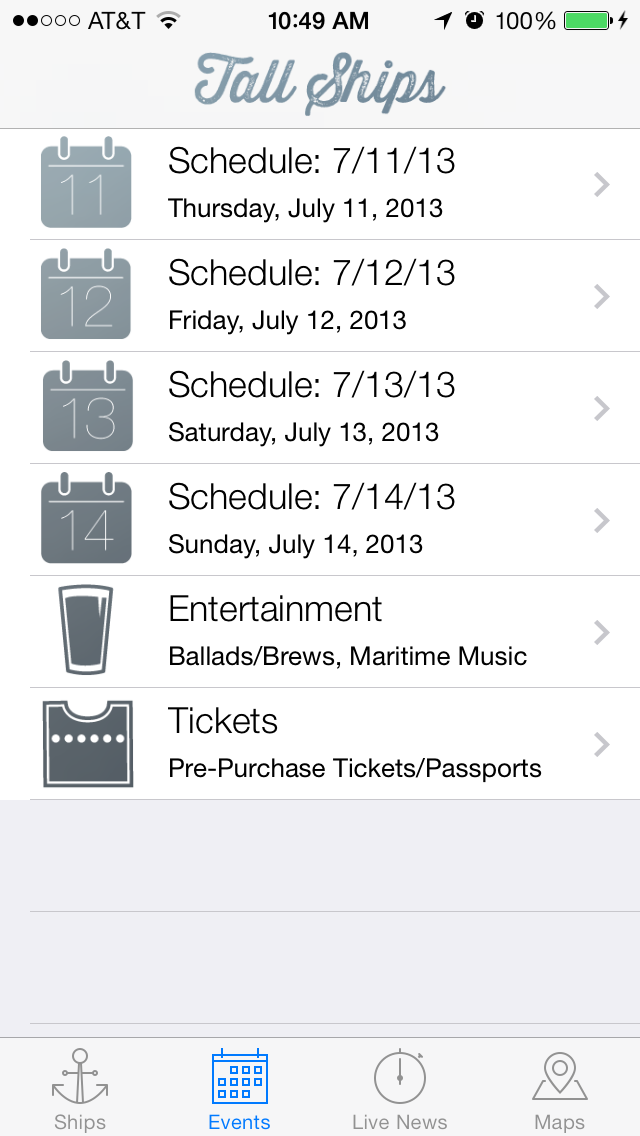 AT&T 10:49 AM 100%
Tall Ships
11
Schedule: 7/11/13
Thursday, July 11, 2013
12
Schedule: 7/12/13
Friday, July 12, 2013
13
Schedule: 7/13/13
Saturday, July 13, 2013
14
Schedule: 7/14/13
Sunday, July 14, 2013
Entertainment
Ballads/Brews, Maritime Music
Tickets
Pre-Purchase Tickets/Passports
Ships Events Live News Maps